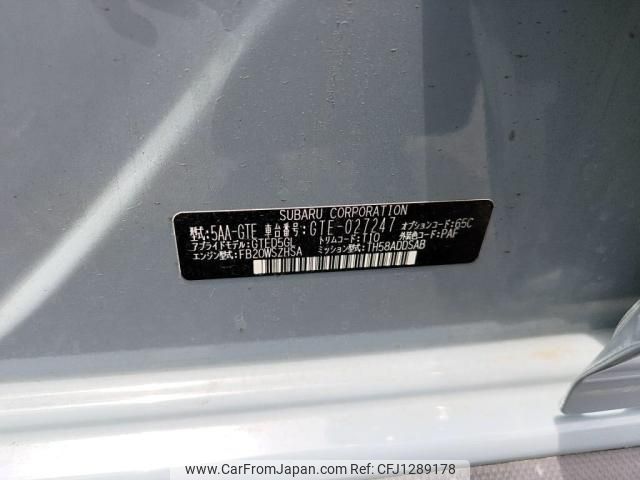 SUBARU CORPORATION
型式:5AA-GTE 車台番号 GTE-027247 オプションコード:65C
アプライドモデル:GTED5GL トリムコード:TTO 外装色コード:PAF
エンジン型式:FB20WSZHSA ミッション型式:TH58ADDSAB
WWW.CARFROMJAPAN.COM / CFJ1289178